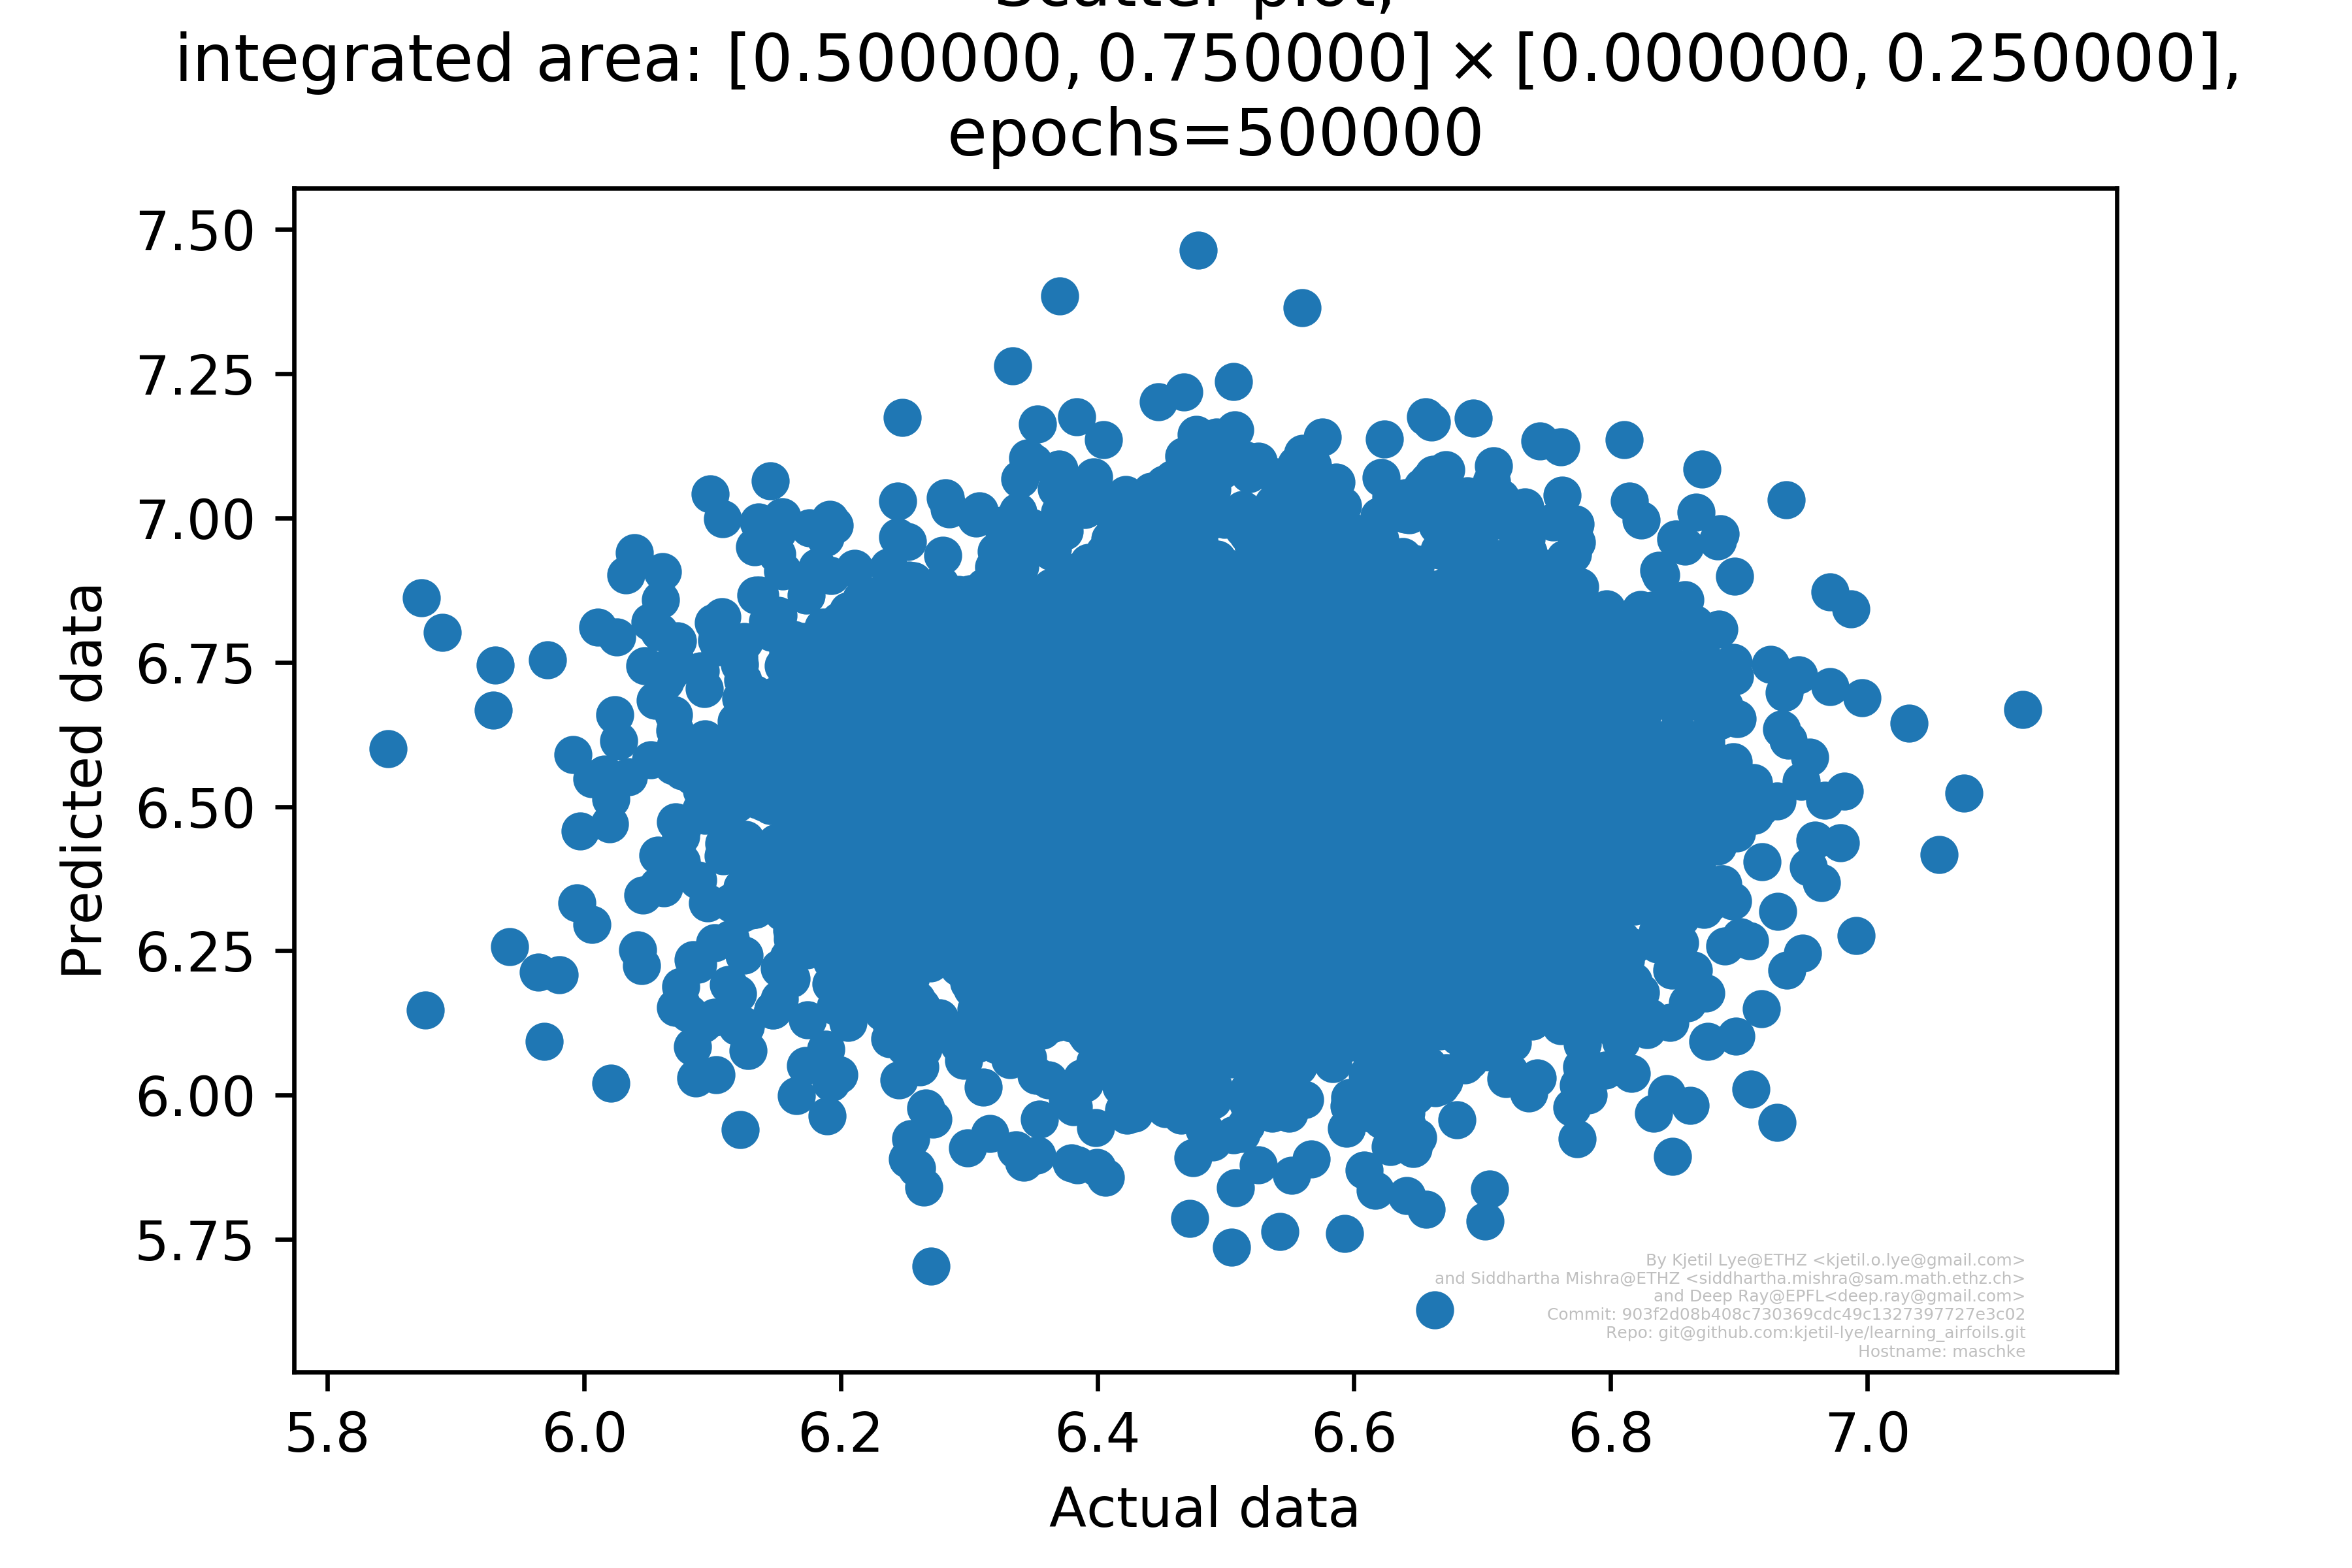 Scatter plot,
integrated area: [0.500000, 0.750000] × [0.000000, 0.250000],
epochs=500000
7.50
7.25
7.00
6.75
6.50
6.25
6.00
5.75
Predicted data
5.8 6.0 6.2 6.4 6.6 6.8 7.0
Actual data
By Kjetil Lye@ETHZ <kjetil.o.lye@gmail.com>
and Siddhartha Mishra@ETHZ <siddhartha.mishra@sam.math.ethz.ch>
and Deep Ray@EPFL<deep.ray@gmail.com>
Commit: 903f2d08b408c730369cdc49c1327397727e3c02
Repo: git@github.com:kjetil-lye/learning_airfoils.git
Hostname: maschke